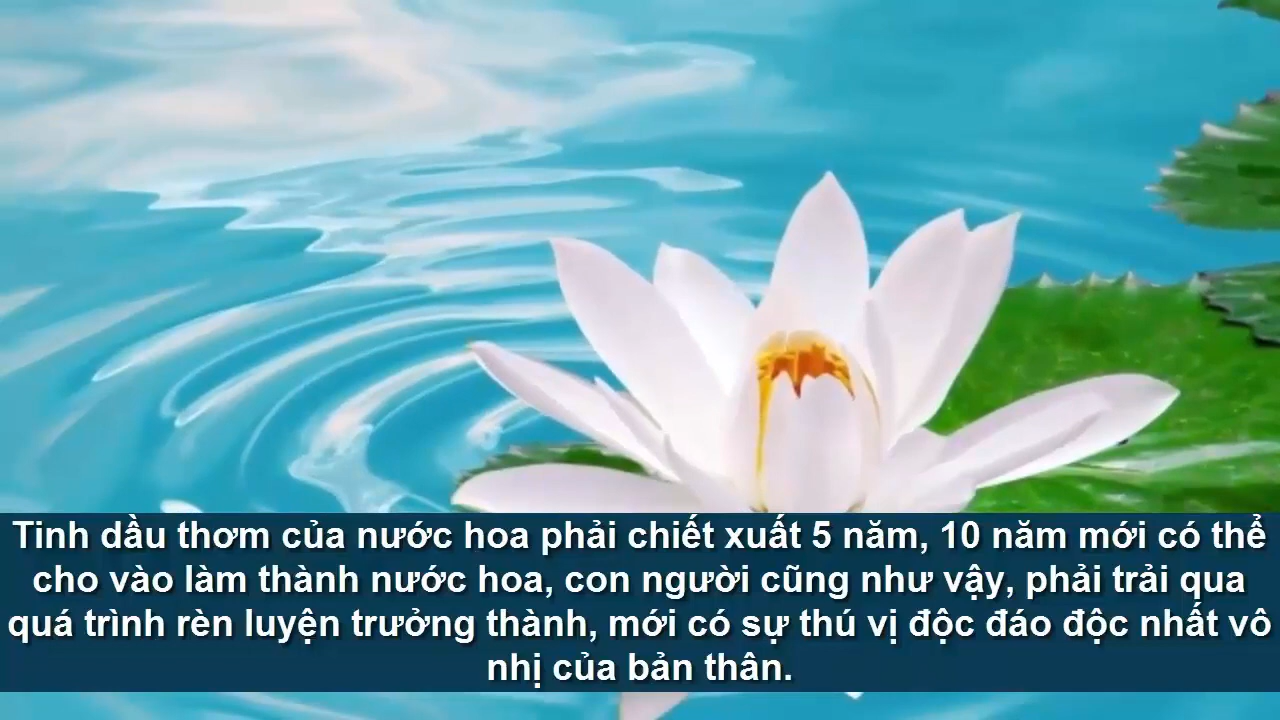 Tinh dầu thơm của nước hoa phải chiết xuất 5 năm, 10 năm mới có thể
cho vào làm thành nước hoa, con người cũng như vậy, phải trải qua
quá trình rèn luyện trưởng thành, mới có sự thú vị độc đáo độc nhất vô
nhị của bản thân.